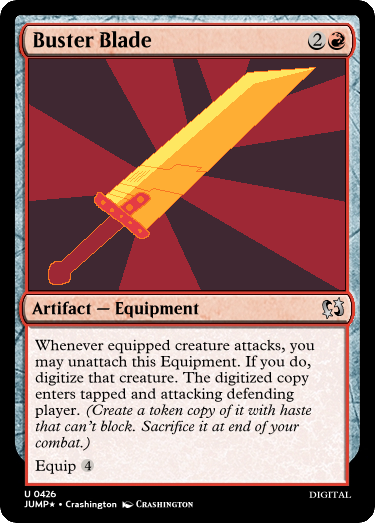 Buster Blade 2
Artifact — Equipment
Whenever equipped creature attacks, you
may unattach this Equipment. If you do,
digitize that creature. The digitized copy
enters tapped and attacking defending
player. (Create a token copy of it with haste
that can't block. Sacrifice it at end of your
combat.)
Equip 4
U 0426
DIGITAL
JUMP★ • Crashington CRASHINGTON